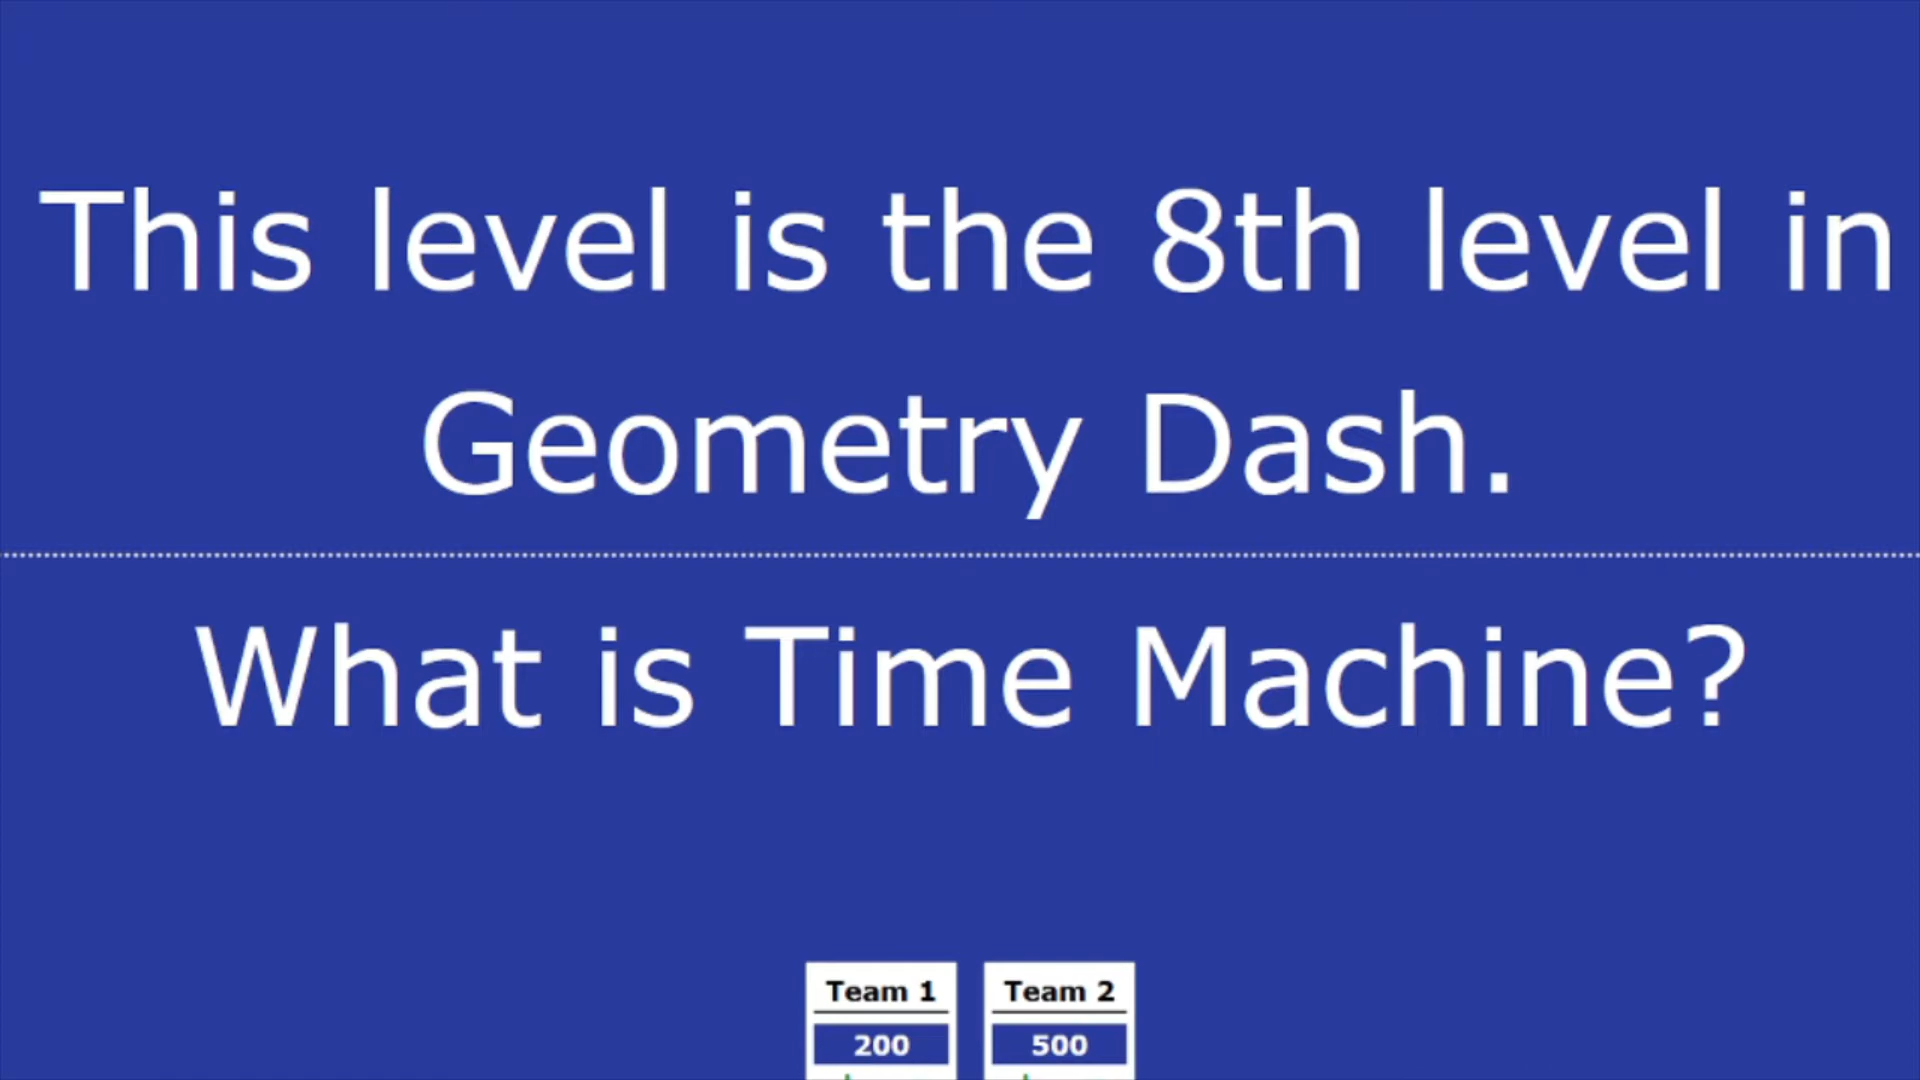 This level is the 8th level in
Geometry Dash.
What is Time Machine?
Team 1 Team 2
200 500